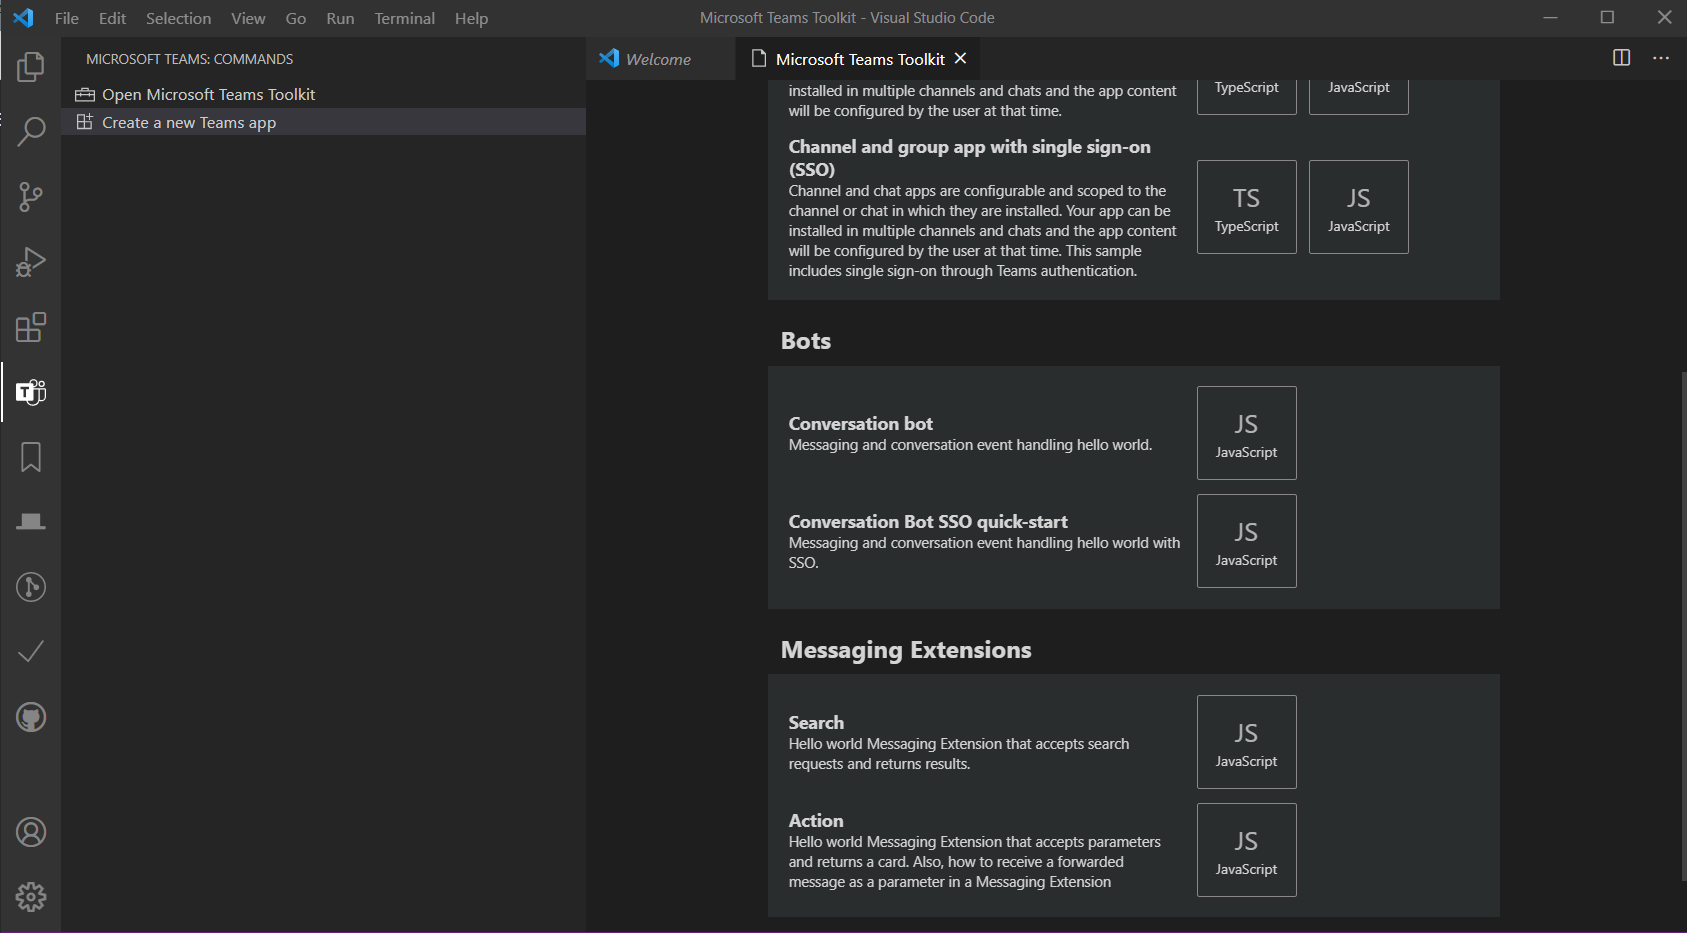 File Edit Selection View Go Run Terminal Help
Microsoft Teams Toolkit - Visual Studio Code
MICROSOFT TEAMS: COMMANDS
Open Microsoft Teams Toolkit
Create a new Teams app
Welcome
Microsoft Teams Toolkit
installed in multiple channels and chats and the app content
will be configured by the user at that time.
TypeScript
JavaScript
Channel and group app with single sign-on
(SSO)
Channel and chat apps are configurable and scoped to the
channel or chat in which they are installed. Your app can be
installed in multiple channels and chats and the app content
will be configured by the user at that time. This sample
includes single sign-on through Teams authentication.
TS
TypeScript
JS
JavaScript
Bots
Conversation bot
Messaging and conversation event handling hello world.
JS
JavaScript
Conversation Bot SSO quick-start
Messaging and conversation event handling hello world with
SSO.
JS
JavaScript
Messaging Extensions
Search
Hello world Messaging Extension that accepts search
requests and returns results.
JS
JavaScript
Action
Hello world Messaging Extension that accepts parameters
and returns a card. Also, how to receive a forwarded
message as a parameter in a Messaging Extension
JS
JavaScript